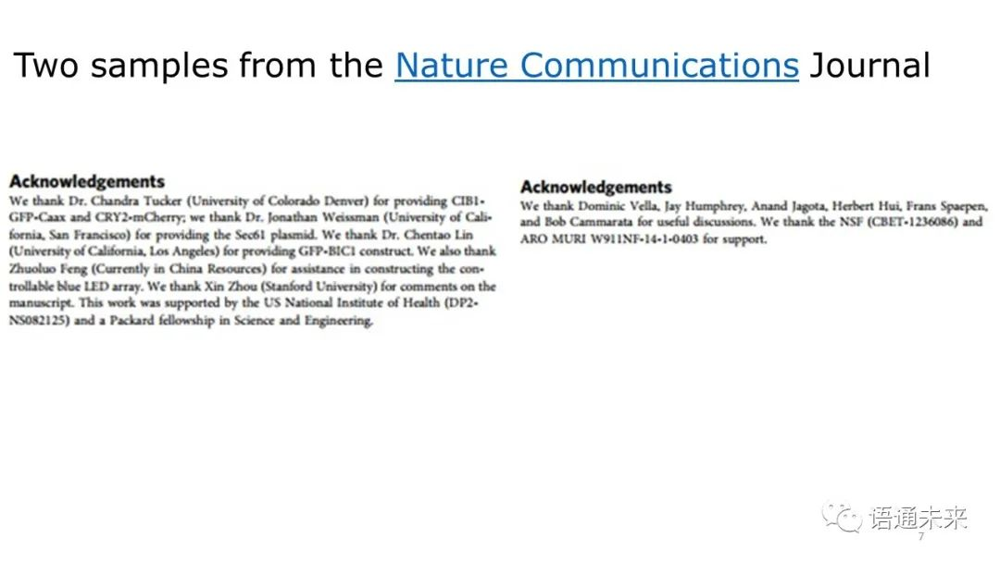 Two samples from the Nature Communications Journal
Acknowledgements
We thank Dr. Chandra Tucker (University of Colorado Denver) for providing CIB1-
GFP-Caax and CRY2-mCherry; we thank Dr. Jonathan Weissman (University of Cali-
fornia, San Francisco) for providing the Sec61 plasmid. We thank Dr. Chentao Lin
(University of California, Los Angeles) for providing GFP-BIC1 construct. We also thank
Zhuoluo Feng (Currently in China Resources) for assistance in constructing the con-
trollable blue LED array. We thank Xin Zhou (Stanford University) for comments on the
manuscript. This work was supported by the US National Institute of Health (DP2-
NS082125) and a Packard fellowship in Science and Engineering.
Acknowledgements
We thank Dominic Vella, Jay Humphrey, Anand Jagota, Herbert Hui, Frans Spaepen,
and Bob Cammarata for useful discussions. We thank the NSF (CBET-1236086) and
ARO MURI W911NF-14-1-0403 for support.
语通未来
7